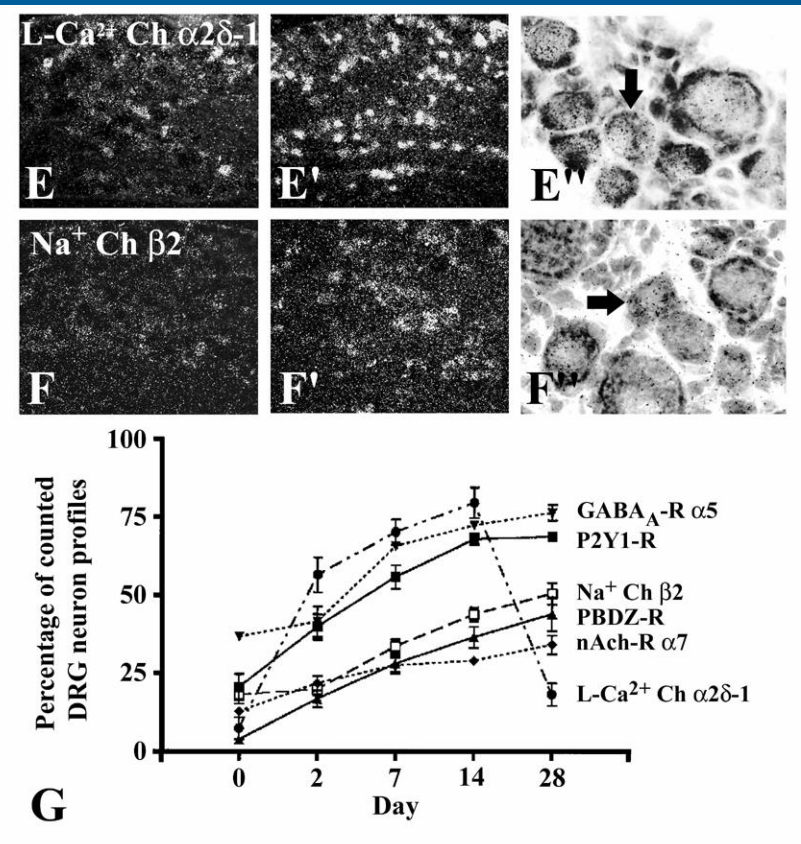 L-Ca²⁺ Ch α2δ-1
E
E'
E''
Na⁺ Ch β2
F
F'
F''
100
75
50
25
0
Percentage of counted
DRG neuron profiles
GABA_A-R α5
P2Y1-R
Na⁺ Ch β2
PBDZ-R
nAch-R α7
L-Ca²⁺ Ch α2δ-1
0 2 7 14 28
Day
G